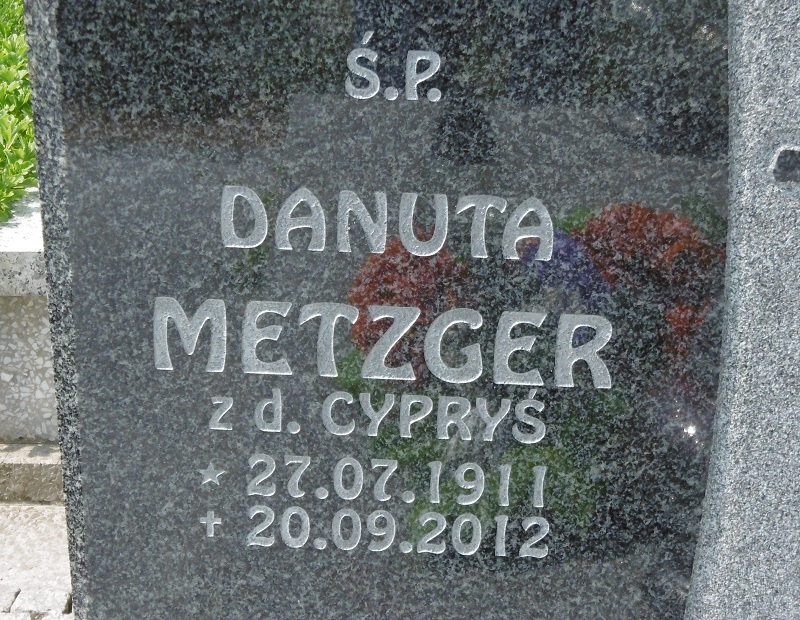 Ś.P.
DANUTA
METZGER
z d. CYPRYŚ
★ 27.07.1911
✝ 20.09.2012